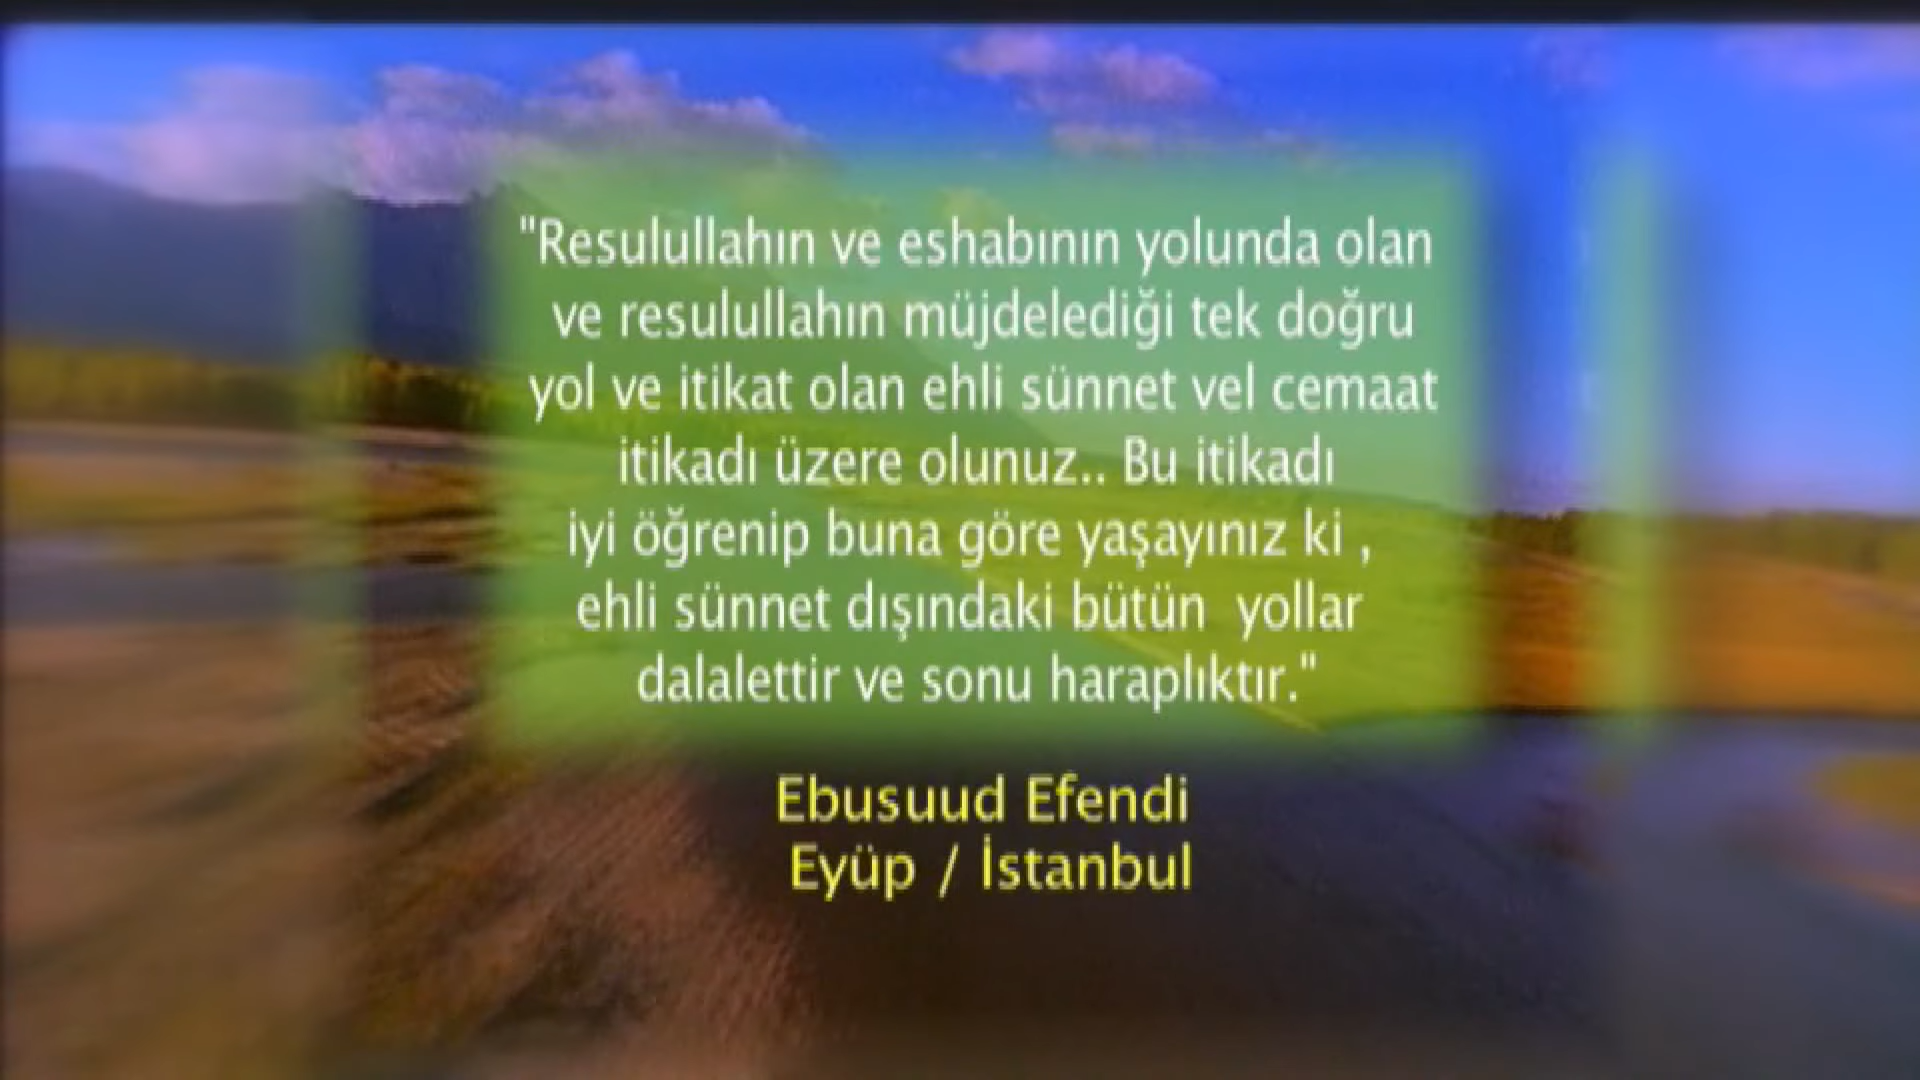 "Resulullahın ve eshabının yolunda olan
ve resulullahın müjdelediği tek doğru
yol ve itikat olan ehli sünnet vel cemaat
itikadı üzere olunuz.. Bu itikadı
iyi öğrenip buna göre yaşayınız ki ,
ehli sünnet dışındaki bütün yollar
dalalettir ve sonu haraplıktır."
Ebusuud Efendi
Eyüp / İstanbul